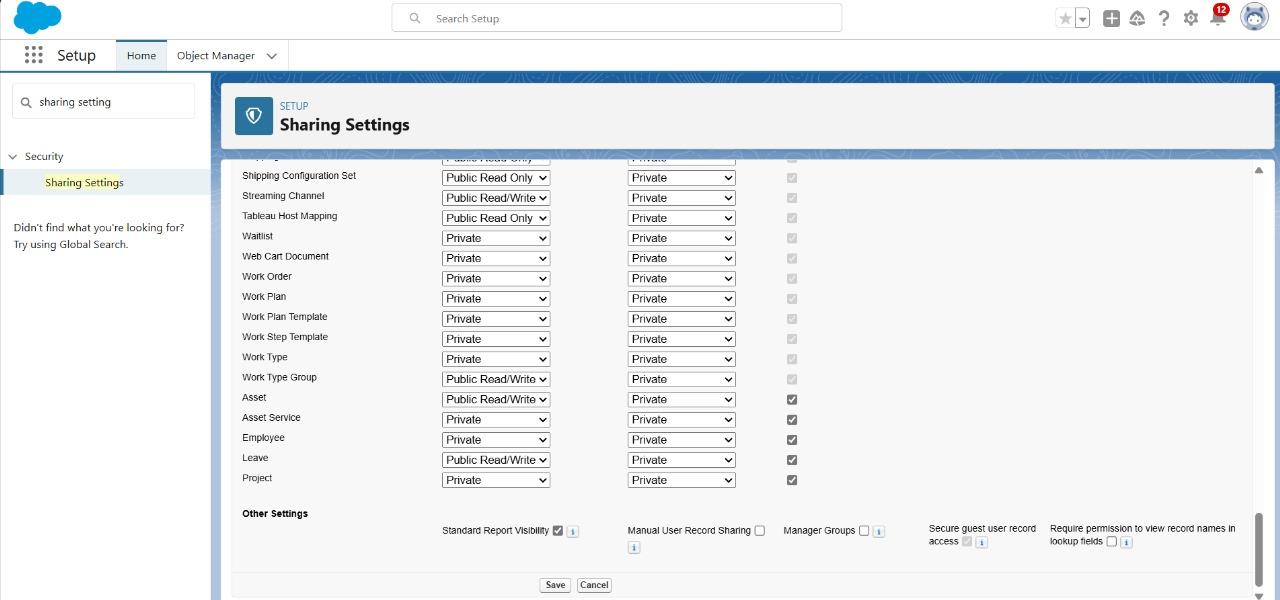 Search Setup
12
Setup
Home
Object Manager
sharing setting
SETUP
Sharing Settings
Security
Sharing Settings
Didn't find what you're looking for?
Try using Global Search.
Public Read Only Private
Shipping Configuration Set Public Read Only Private
Streaming Channel Public Read/Write Private
Tableau Host Mapping Public Read Only Private
Waitlist Private Private
Web Cart Document Private Private
Work Order Private Private
Work Plan Private Private
Work Plan Template Private Private
Work Step Template Private Private
Work Type Private Private
Work Type Group Public Read/Write Private
Asset Public Read/Write Private
Asset Service Private Private
Employee Private Private
Leave Public Read/Write Private
Project Private Private
Other Settings
Standard Report Visibility i
Manual User Record Sharing
i
Manager Groups i
Secure guest user record
access i
Require permission to view record names in
lookup fields i
Save Cancel